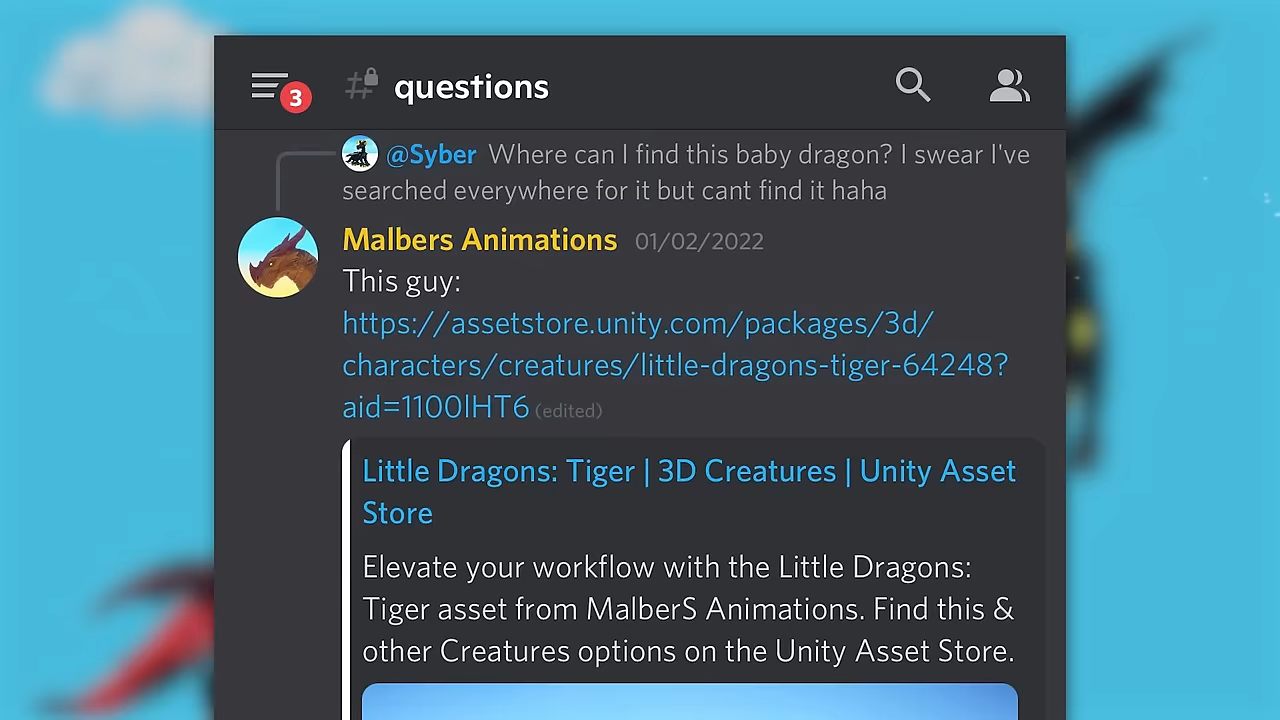 3
questions
@Syber Where can I find this baby dragon? I swear I've
searched everywhere for it but cant find it haha
Malbers Animations 01/02/2022
This guy:
https://assetstore.unity.com/packages/3d/
characters/creatures/little-dragons-tiger-64248?
aid=1100lHT6 (edited)
Little Dragons: Tiger | 3D Creatures | Unity Asset
Store
Elevate your workflow with the Little Dragons:
Tiger asset from MalberS Animations. Find this &
other Creatures options on the Unity Asset Store.